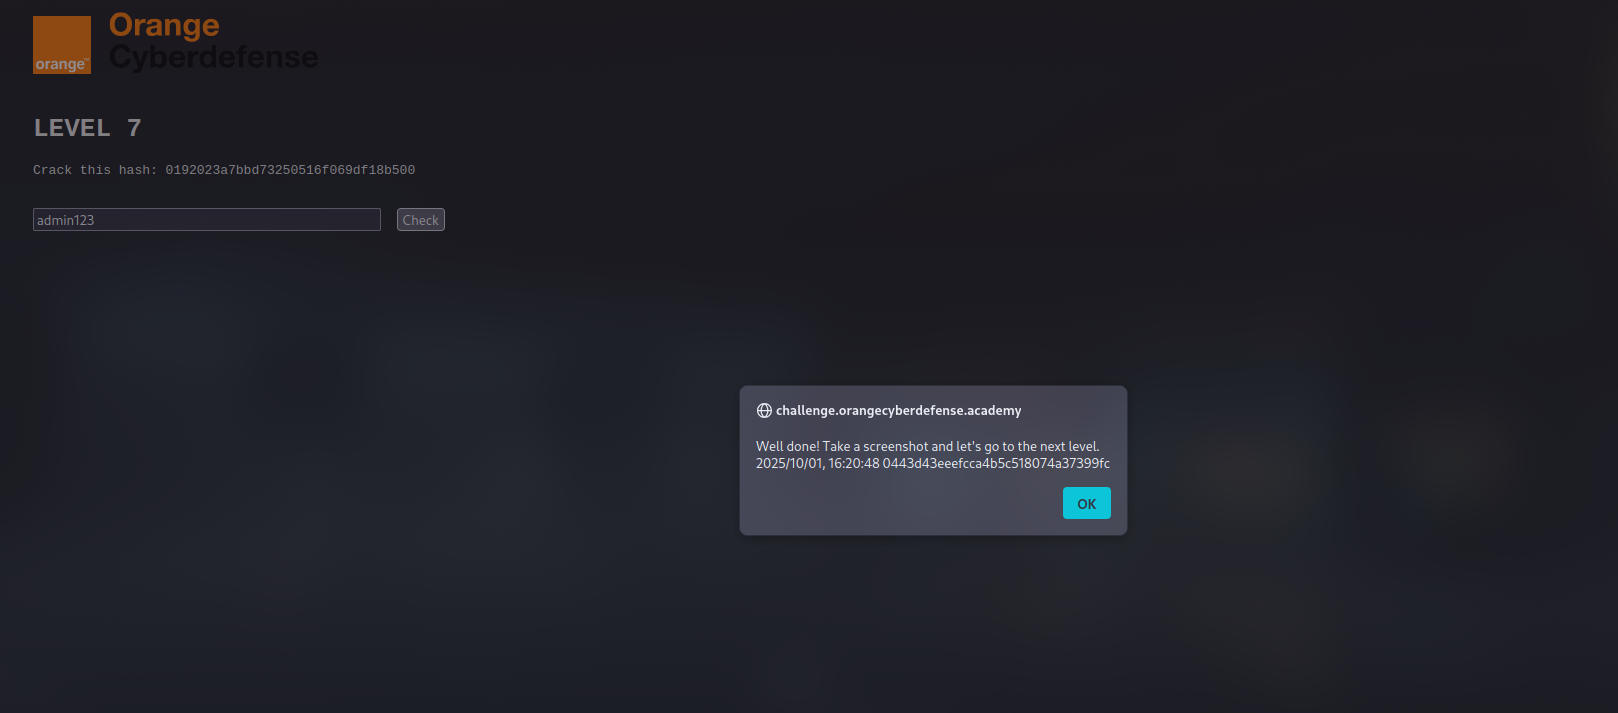 Orange
Cyberdefense
orange™
LEVEL 7
Crack this hash: 0192023a7bbd73250516f069df18b500
admin123 Check
challenge.orangecyberdefense.academy
Well done! Take a screenshot and let's go to the next level.
2025/10/01, 16:20:48 0443d43eeefcca4b5c518074a37399fc
OK